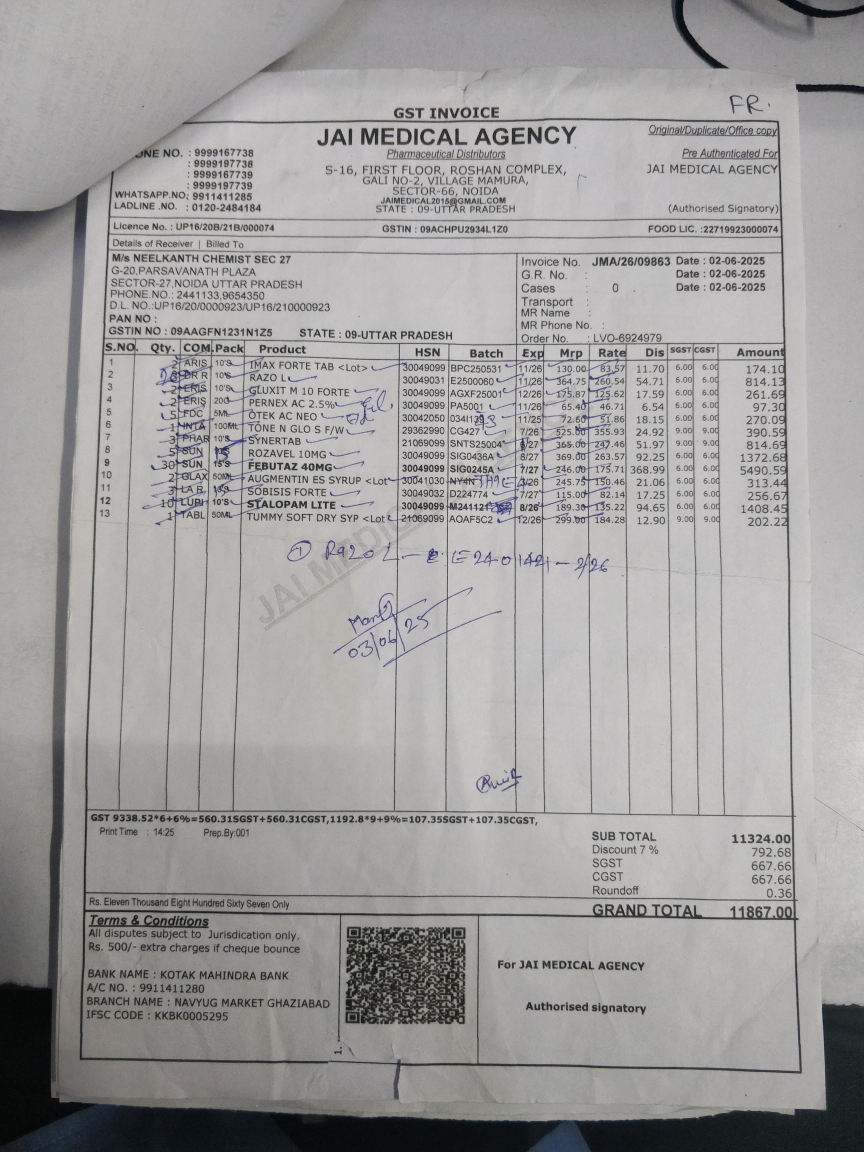 FR.
GST INVOICE
Original/Duplicate/Office copy
JAI MEDICAL AGENCY
Pharmaceutical Distributors
S-16, FIRST FLOOR, ROSHAN COMPLEX,
GALI NO-2, VILLAGE MAMURA,
SECTOR-66, NOIDA
JAIMEDICAL2015@GMAIL.COM
STATE : 09-UTTAR PRADESH
ONE NO. : 9999167738
: 9999197738
: 9999167739
: 9999197739
WHATSAPP.NO: 9911411285
LADLINE .NO. : 0120-2484184
Pre Authenticated For
JAI MEDICAL AGENCY
(Authorised Signatory)
Licence No. : UP16/20B/21B/000074 GSTIN : 09ACHPU2934L1Z0 FOOD LIC. :22719923000074
Details of Receiver | Billed To
M/s NEELKANTH CHEMIST SEC 27
G-20,PARSAVANATH PLAZA
SECTOR-27,NOIDA UTTAR PRADESH
PHONE.NO.: 2441133,9654350
D.L. NO.:UP16/20/0000923/UP16/210000923
PAN NO :
GSTIN NO : 09AAGFN1231N1Z5 STATE : 09-UTTAR PRADESH
Invoice No. JMA/26/09863 Date : 02-06-2025
G.R. No. : Date : 02-06-2025
Cases : 0 . Date : 02-06-2025
Transport :
MR Name :
MR Phone No. :
Order No. : LVO-6924979
S.NO. Qty. COM. Pack Product HSN Batch Exp Mrp Rate Dis SGST CGST Amount
1 2 ARIS 10'S IMAX FORTE TAB <Lot> 30049099 BPC250531 11/26 130.00 83.57 11.70 6.00 6.00 174.10
2 RAZO L 30049031 E2500060 11/26 364.75 260.54 54.71 6.00 6.00 814.13
3 2 ERIS 10'S GLUXIT M 10 FORTE 30049099 AGXF25001 12/26 175.87 125.62 17.59 6.00 6.00 261.69
4 2 ERIS 20G PERNEX AC 2.5% 30049099 PA5001 11/26 65.40 46.71 6.54 6.00 6.00 97.30
5 5 FDC 5ML OTEK AC NEO 30042050 11/25 72.60 51.86 18.15 6.00 6.00 270.09
6 1 INTA 100ML TONE N GLO S F/W 29362990 CG427 7/26 525.00 355.93 24.92 9.00 9.00 390.59
7 3 PHAR 10'S SYNERTAB 21069099 SNTS25004 365.00 247.46 51.97 9.00 9.00 814.69
8 5 SUN 15 ROZAVEL 10MG 30049099 SIG0436A 8/27 369.00 263.57 92.25 6.00 6.00 1372.68
9 30 SUN 15'S FEBUTAZ 40MG 30049099 SIG0245A 7/27 246.00 175.71 368.99 6.00 6.00 5490.59
10 2 GLAX 50ML AUGMENTIN ES SYRUP <Lot 30041030 245.75 150.46 21.06 6.00 6.00 313.44
11 3 LA R 15'S SOBISIS FORTE 30049032 D224774 7/27 115.00 82.14 17.25 6.00 6.00 256.67
12 10 LUPI 10'S STALOPAM LITE 30049099 M241121 8/26 189.30 135.22 94.65 6.00 6.00 1408.45
13 1 TABL 50ML TUMMY SOFT DRY SYP <Lot 21069099 AOAF5C2 12/26 299.00 184.28 12.90 9.00 9.00 202.22
JAI MEDIC
① Razo L – E240142 – 2/26
03/06/25
GST 9338.52*6+6%=560.31SGST+560.31CGST,1192.8*9+9%=107.35SGST+107.35CGST,
Print Time : 14:25 Prep.By:001
SUB TOTAL 11324.00
Discount 7 % 792.68
SGST 667.66
CGST 667.66
Roundoff 0.36
Rs. Eleven Thousand Eight Hundred Sixty Seven Only
GRAND TOTAL 11867.00
Terms & Conditions
All disputes subject to Jurisdication only.
Rs. 500/- extra charges if cheque bounce
BANK NAME : KOTAK MAHINDRA BANK
A/C NO. : 9911411280
BRANCH NAME : NAVYUG MARKET GHAZIABAD
IFSC CODE : KKBK0005295
For JAI MEDICAL AGENCY
Authorised signatory